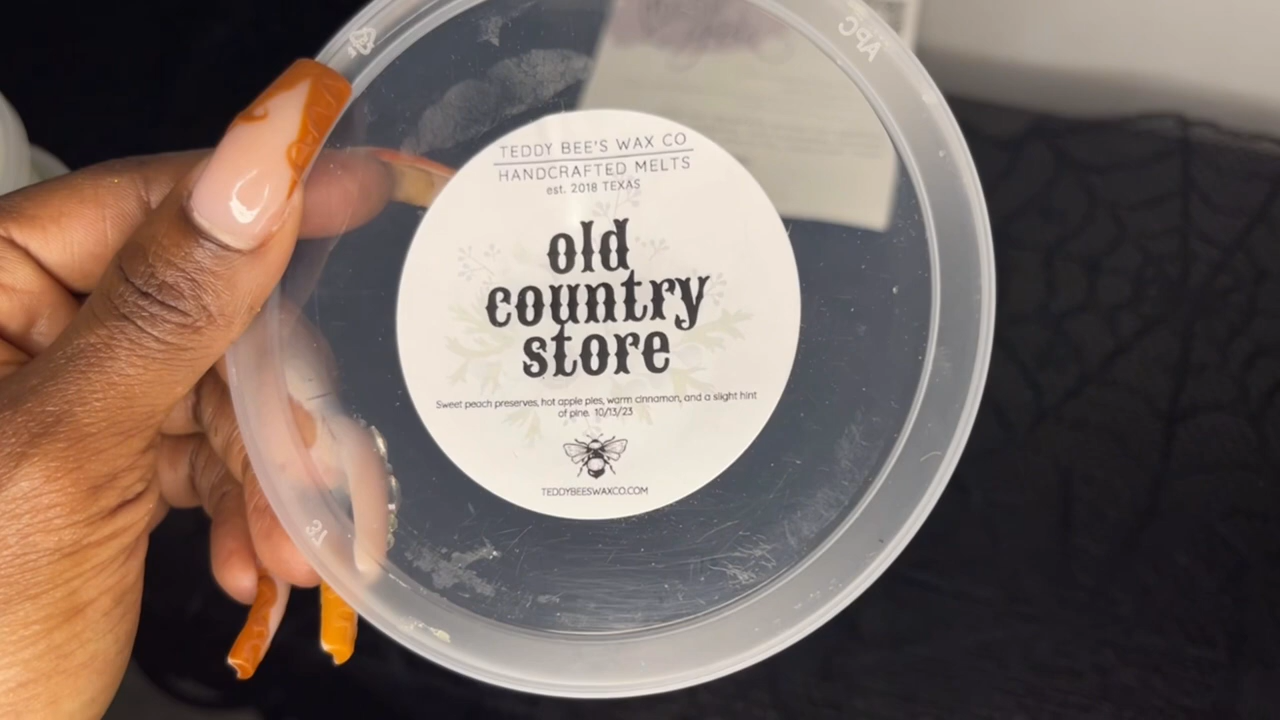 TEDDY BEE'S WAX CO
HANDCRAFTED MELTS
est. 2018 TEXAS
old
country
store
Sweet peach preserves, hot apple pies, warm cinnamon, and a slight hint
of pine. 10/13/23
TEDDYBEESWAXCO.COM
APC